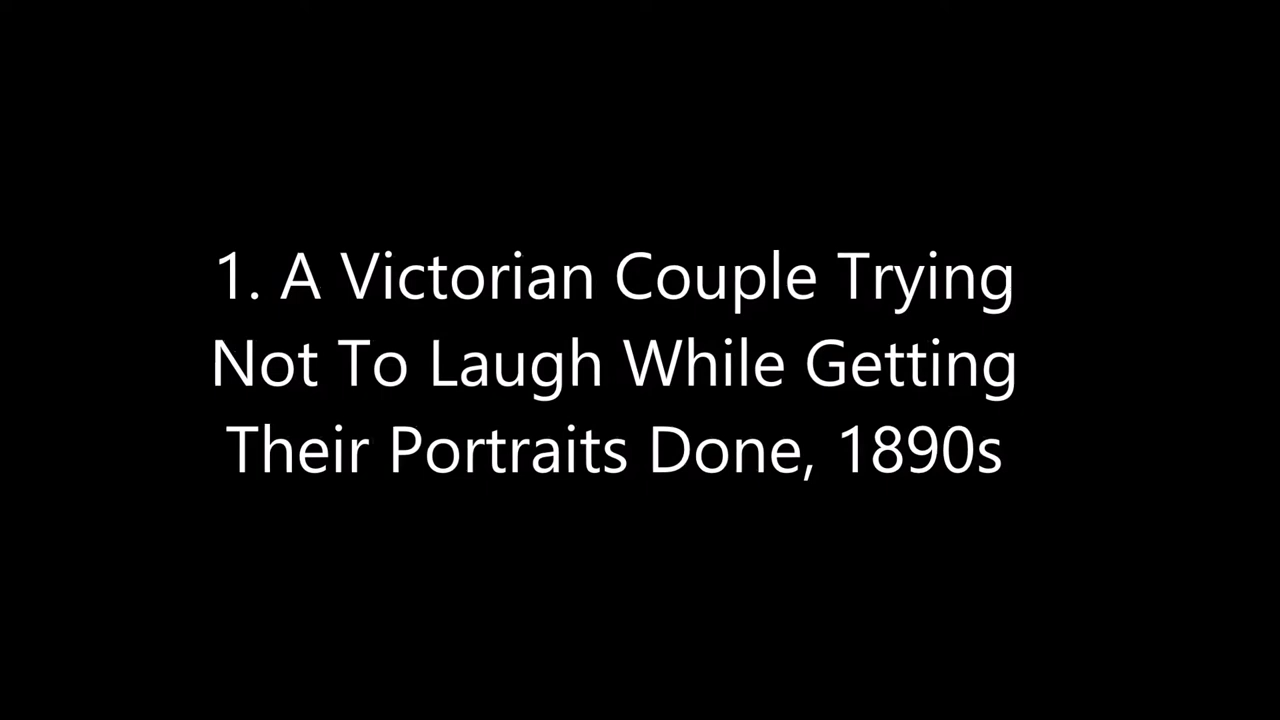 1. A Victorian Couple Trying
Not To Laugh While Getting
Their Portraits Done, 1890s